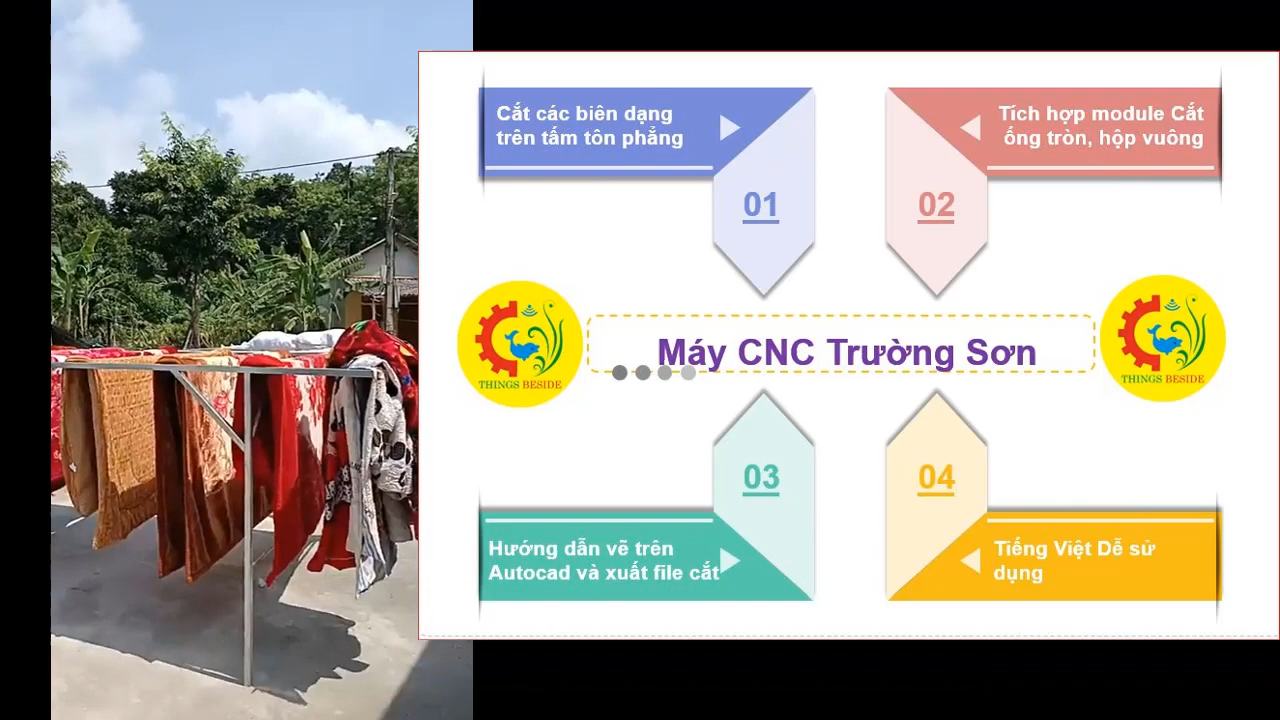 Cắt các biên dạng
trên tấm tôn phẳng
01
Tích hợp module Cắt
ống tròn, hộp vuông
02
THINGS BESIDE
Máy CNC Trường Sơn
THINGS BESIDE
03
Hướng dẫn vẽ trên
Autocad và xuất file cắt
04
Tiếng Việt Dễ sử
dụng